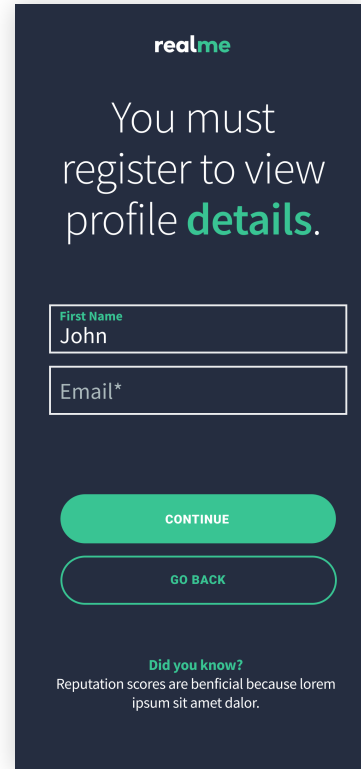 realme
You must
register to view
profile details.
First Name
John
Email*
CONTINUE
GO BACK
Did you know?
Reputation scores are benficial because lorem
ipsum sit amet dalor.